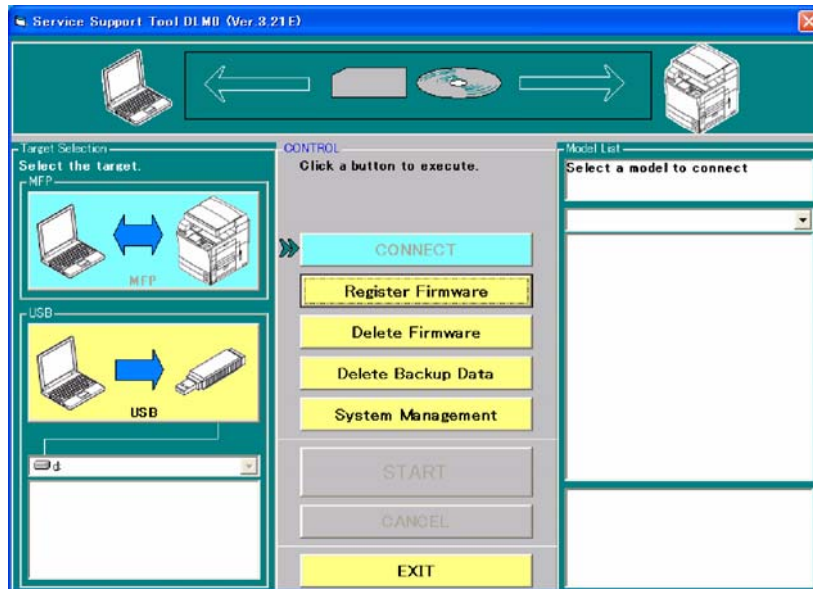 Service Support Tool DLM0 (Ver.3.21E)
Target Selection
Select the target.
MFP
MFP
USB
USB
d:
CONTROL
Click a button to execute.
CONNECT
Register Firmware
Delete Firmware
Delete Backup Data
System Management
START
CANCEL
EXIT
Model List
Select a model to connect